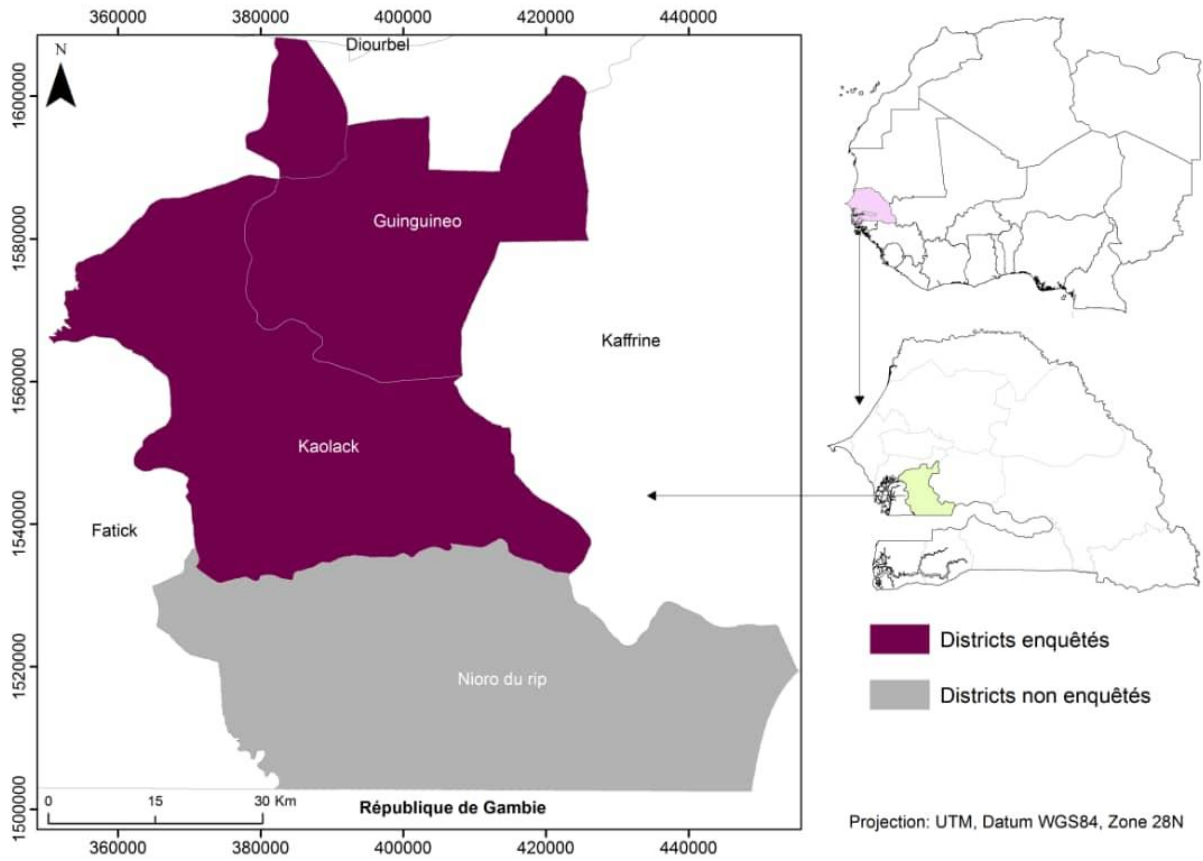 360000 380000 400000 420000 440000
Diourbel
N
1600000
Guinguineo
1580000
Kaffrine
1560000
Kaolack
Fatick
1540000
Districts enquêtés
1520000
Nioro du rip
Districts non enquêtés
0 15 30 Km
République de Gambie
1500000
Projection: UTM, Datum WGS84, Zone 28N
360000 380000 400000 420000 440000